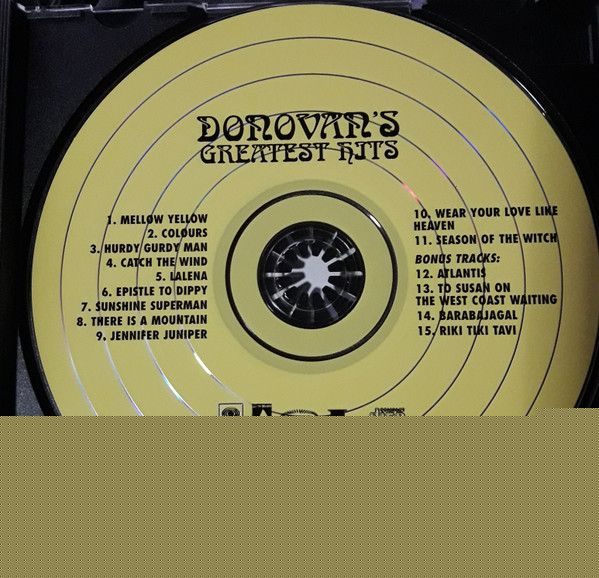 DONOVAN'S
GREATEST HITS
1. MELLOW YELLOW
2. COLOURS
3. HURDY GURDY MAN
4. CATCH THE WIND
5. LALENA
6. EPISTLE TO DIPPY
7. SUNSHINE SUPERMAN
8. THERE IS A MOUNTAIN
9. JENNIFER JUNIPER
10. WEAR YOUR LOVE LIKE
HEAVEN
11. SEASON OF THE WITCH
BONUS TRACKS:
12. ATLANTIS
13. TO SUSAN ON
THE WEST COAST WAITING
14. BARABAJAGAL
15. RIKI TIKI TAVI